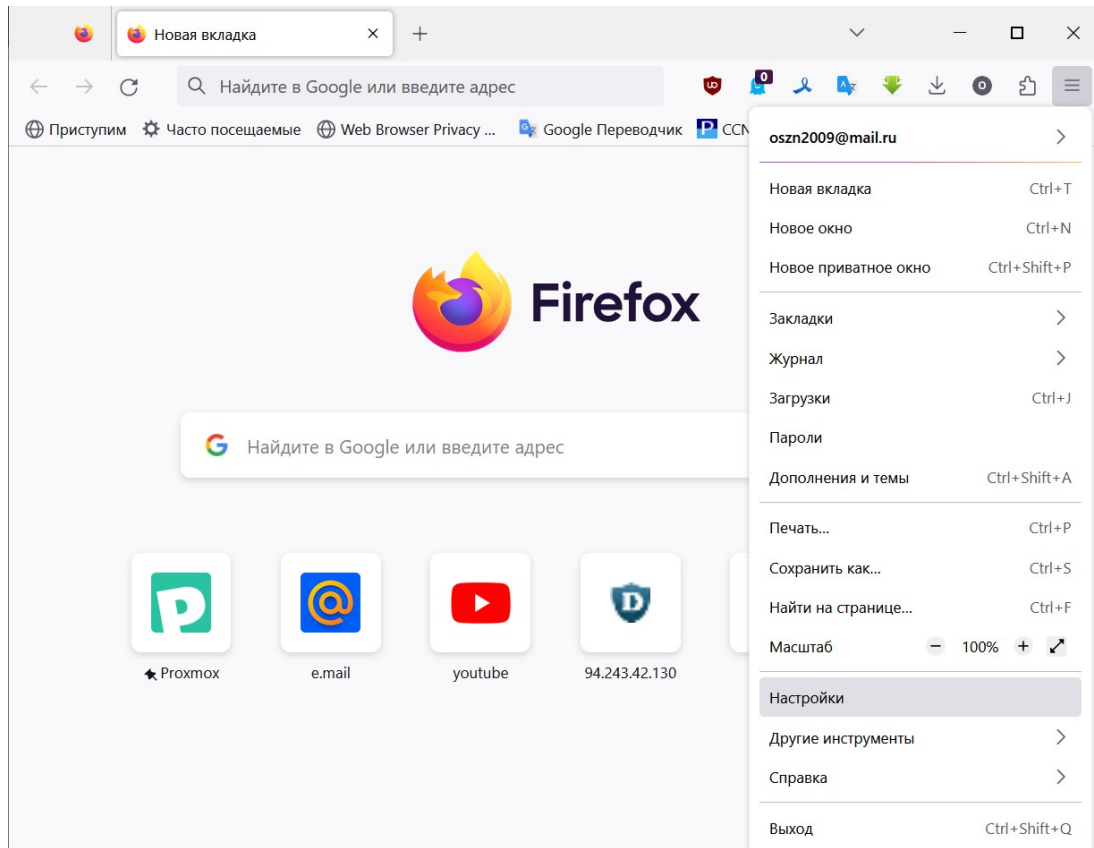 Новая вкладка
Найдите в Google или введите адрес
0
Приступим
Часто посещаемые
Web Browser Privacy ...
Google Переводчик
CCN
Firefox
Найдите в Google или введите адрес
Proxmox
e.mail
youtube
94.243.42.130
oszn2009@mail.ru
Новая вкладка Ctrl+T
Новое окно Ctrl+N
Новое приватное окно Ctrl+Shift+P
Закладки
Журнал
Загрузки Ctrl+J
Пароли
Дополнения и темы Ctrl+Shift+A
Печать... Ctrl+P
Сохранить как... Ctrl+S
Найти на странице... Ctrl+F
Масштаб 100%
Настройки
Другие инструменты
Справка
Выход Ctrl+Shift+Q